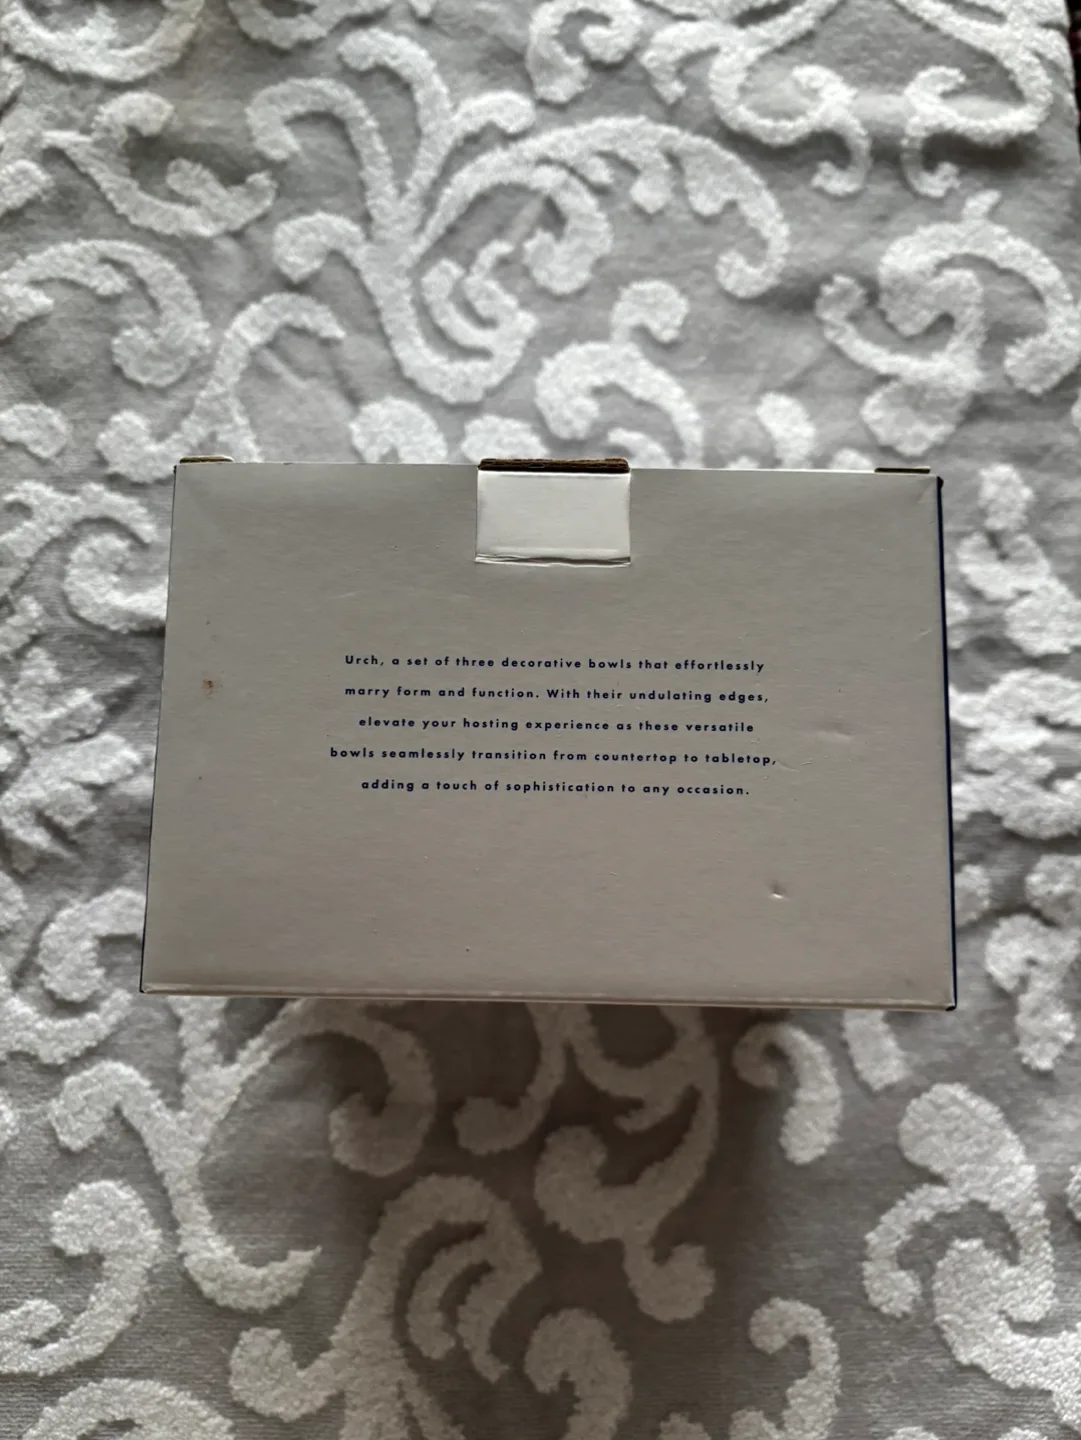 Urch, a set of three decorative bowls that effortlessly
marry form and function. With their undulating edges,
elevate your hosting experience as these versatile
bowls seamlessly transition from countertop to tabletop,
adding a touch of sophistication to any occasion.